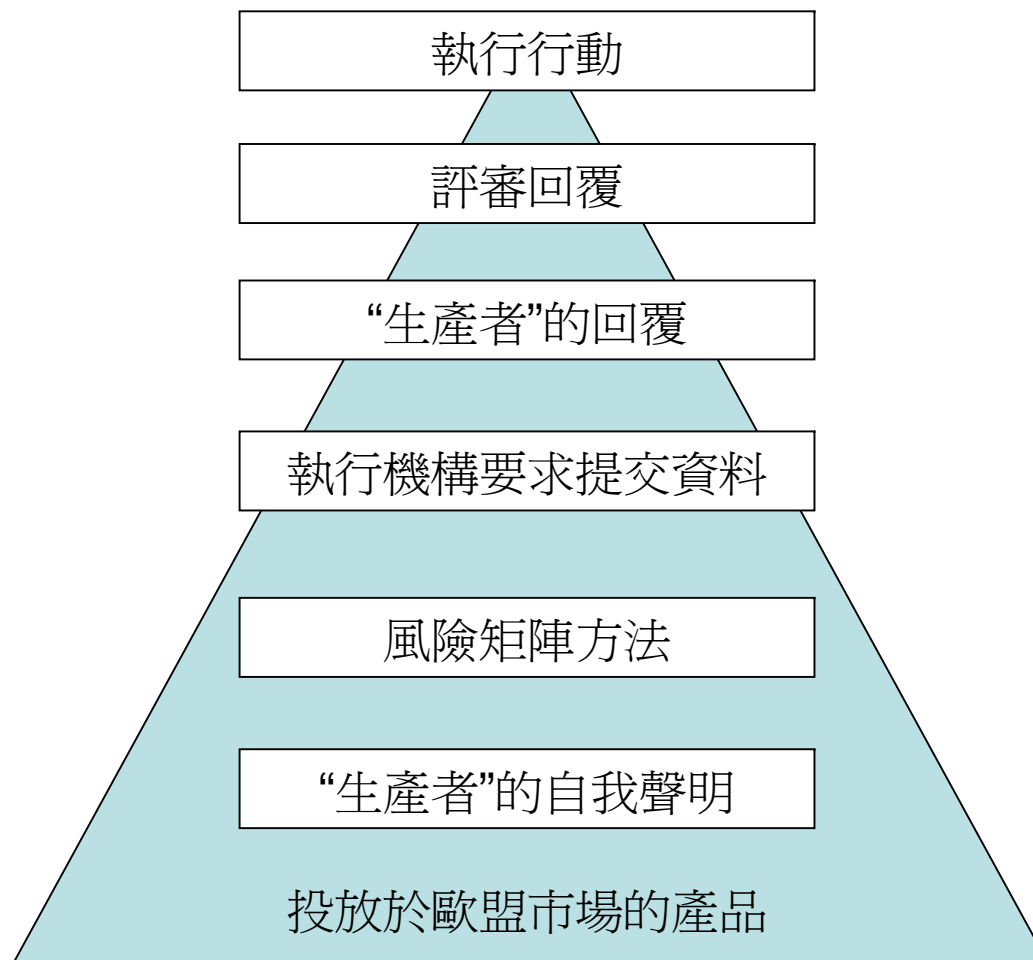 執行行動
評審回覆
“生產者”的回覆
執行機構要求提交資料
風險矩陣方法
“生產者”的自我聲明
投放於歐盟市場的產品